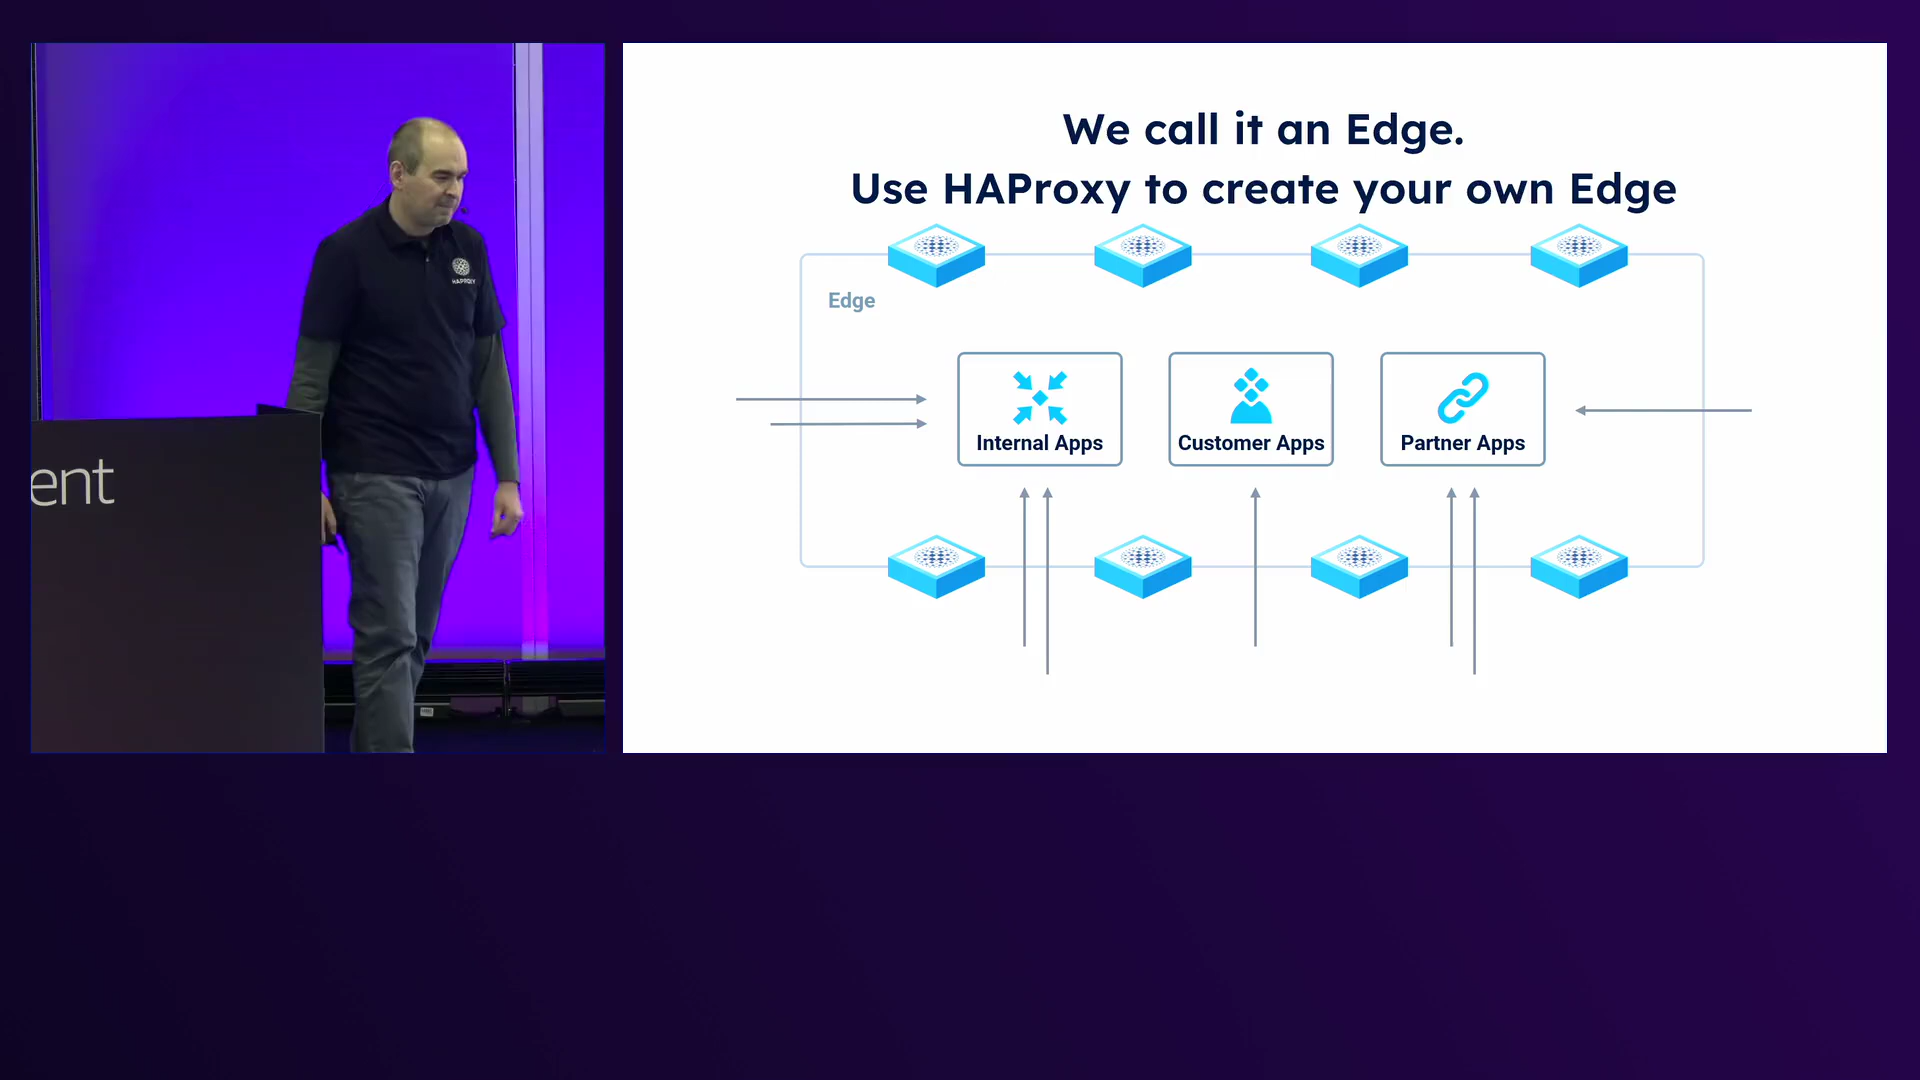 We call it an Edge.
Use HAProxy to create your own Edge
Edge
Internal Apps
Customer Apps
Partner Apps
HAPROXY
ent